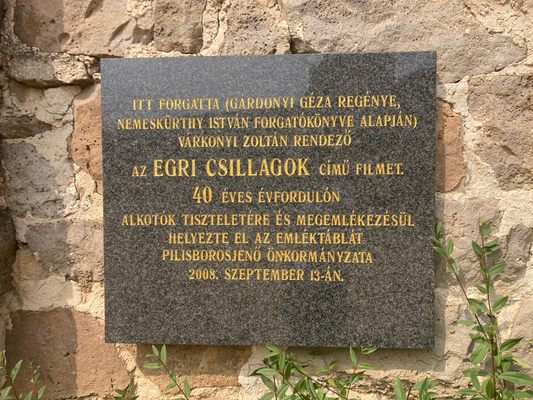 ITT FORGATTA (GÁRDONYI GÉZA REGÉNYE,
NEMESKÜRTHY ISTVÁN FORGATÓKÖNYVE ALAPJÁN)
VÁRKONYI ZOLTÁN RENDEZŐ
AZ EGRI CSILLAGOK CÍMŰ FILMET.
40 ÉVES ÉVFORDULÓN
ALKOTÓK TISZTELETÉRE ÉS MEGEMLÉKEZÉSÜL
HELYEZTE EL AZ EMLÉKTÁBLÁT
PILISBOROSJENŐ ÖNKORMÁNYZATA
2008. SZEPTEMBER 13-ÁN.